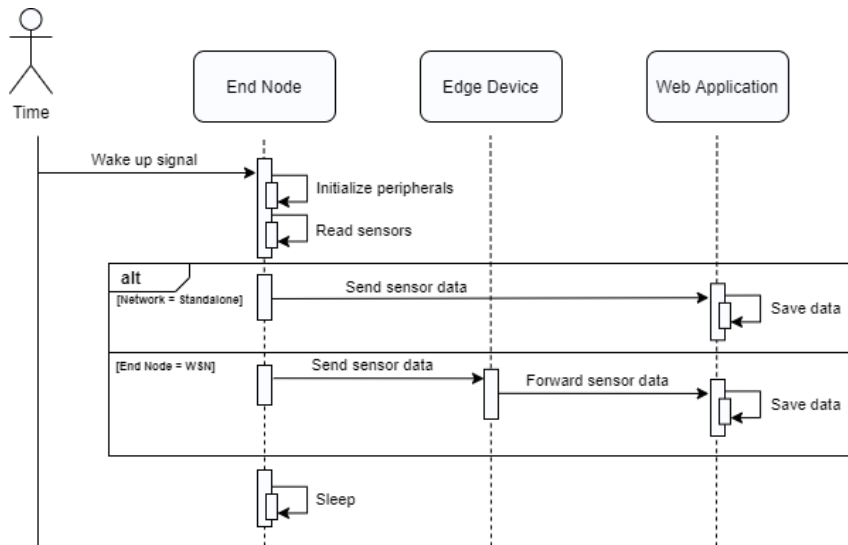 Time
End Node
Edge Device
Web Application
Wake up signal
Initialize peripherals
Read sensors
alt
[Network = Standalone]
Send sensor data
Save data
[End Node = WSN]
Send sensor data
Forward sensor data
Save data
Sleep